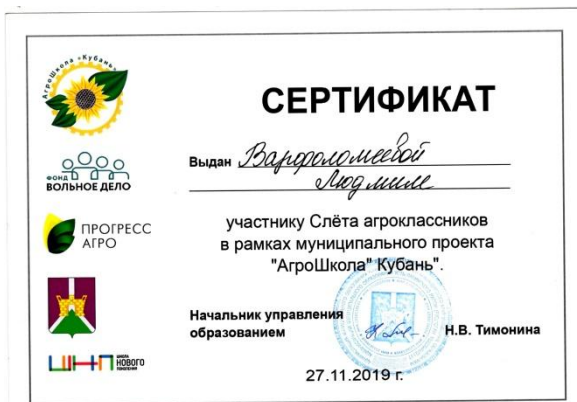 АгроШкола «Кубань»
СЕРТИФИКАТ
Выдан Варфоломеевой
Людмиле
ФОНД
ВОЛЬНОЕ ДЕЛО
ПРОГРЕСС
АГРО
участнику Слёта агроклассников
в рамках муниципального проекта
"АгроШкола" Кубань".
Начальник управления
образованием
Н.В. Тимонина
ШНП ШКОЛА
НОВОГО
ПОКОЛЕНИЯ
27.11.2019 г.